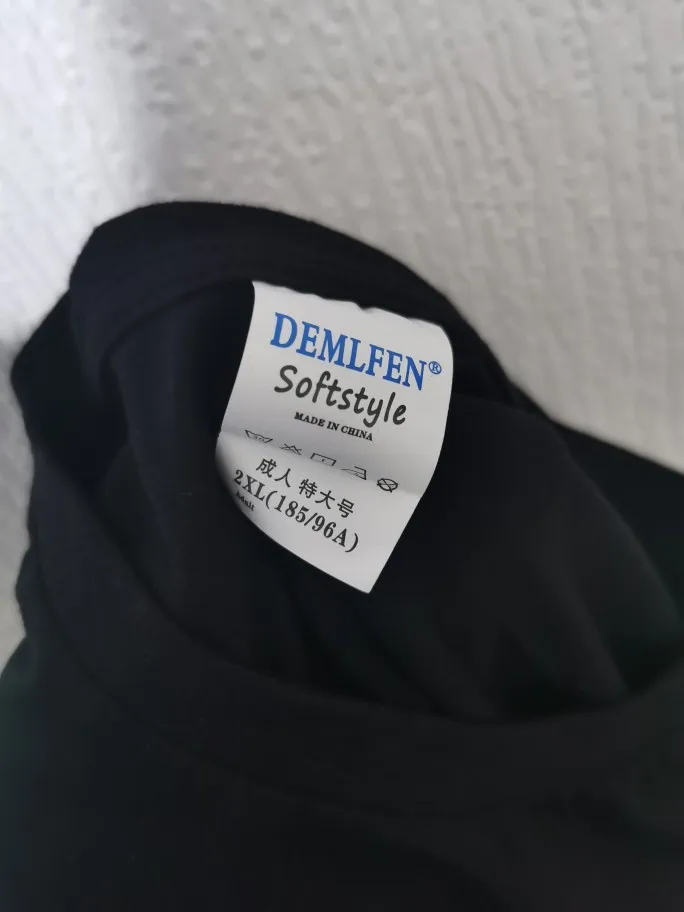 DEMLFEN®
Softstyle
MADE IN CHINA
成人 特大号
2XL(185/96A)
Adult